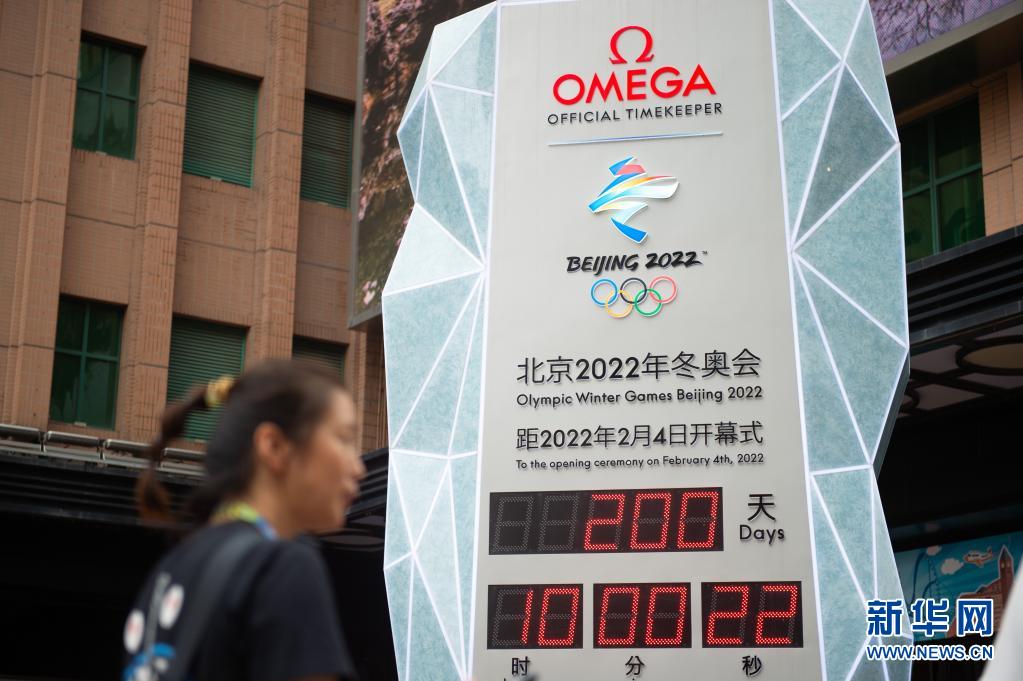 Ω
OMEGA
OFFICIAL TIMEKEEPER
BEIJING 2022™
北京2022年冬奥会
Olympic Winter Games Beijing 2022
距2022年2月4日开幕式
To the opening ceremony on February 4th, 2022
200 天
Days
10 00 22
时 分 秒
新华网
WWW.NEWS.CN